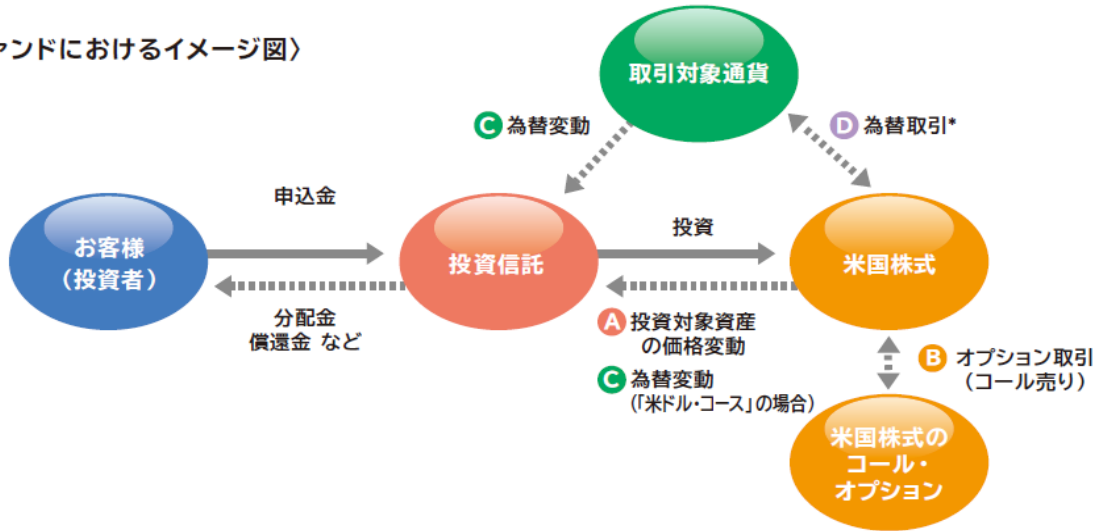 ァンドにおけるイメージ図〉
取引対象通貨
C 為替変動
D 為替取引*
申込金
投資
お客様
（投資者）
投資信託
米国株式
分配金
償還金 など
A 投資対象資産
の価格変動
C 為替変動
(｢米ドル・コース｣の場合)
B オプション取引
（コール売り）
米国株式の
コール・
オプション